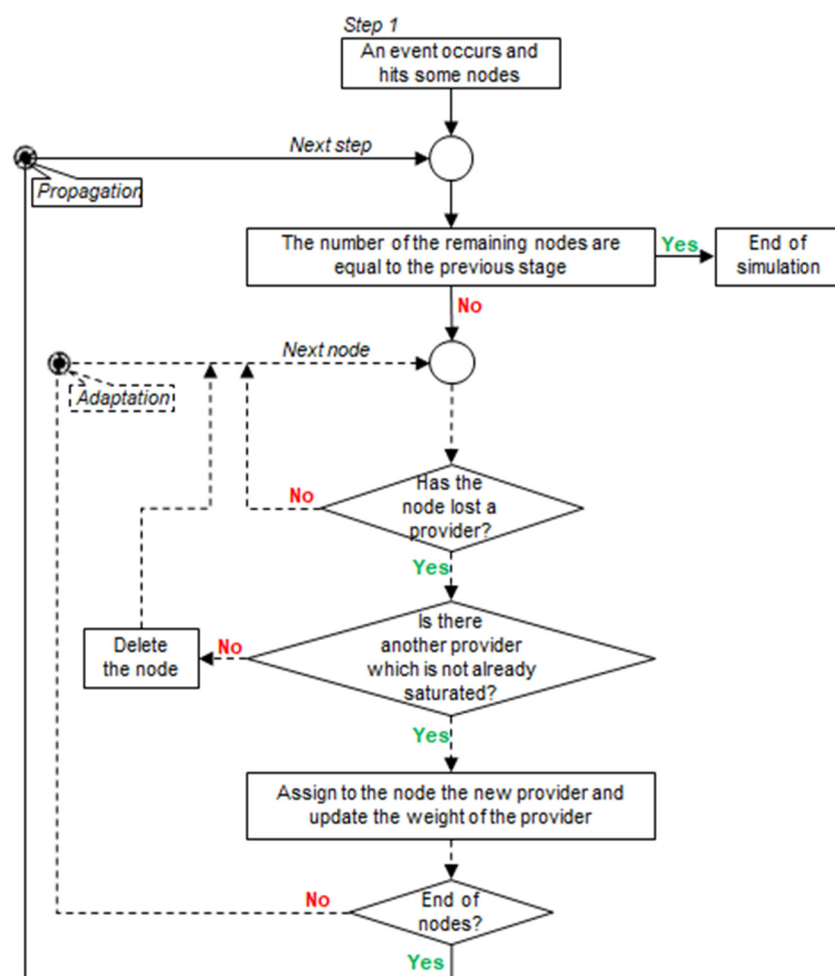 Step 1
An event occurs and
hits some nodes
Next step
Propagation
The number of the remaining nodes are
equal to the previous stage
Yes
End of
simulation
No
Next node
Adaptation
Has the
node lost a
provider?
No
Yes
Is there
another provider
which is not already
saturated?
No
Delete
the node
Yes
Assign to the node the new provider and
update the weight of the provider
End of
nodes?
No
Yes